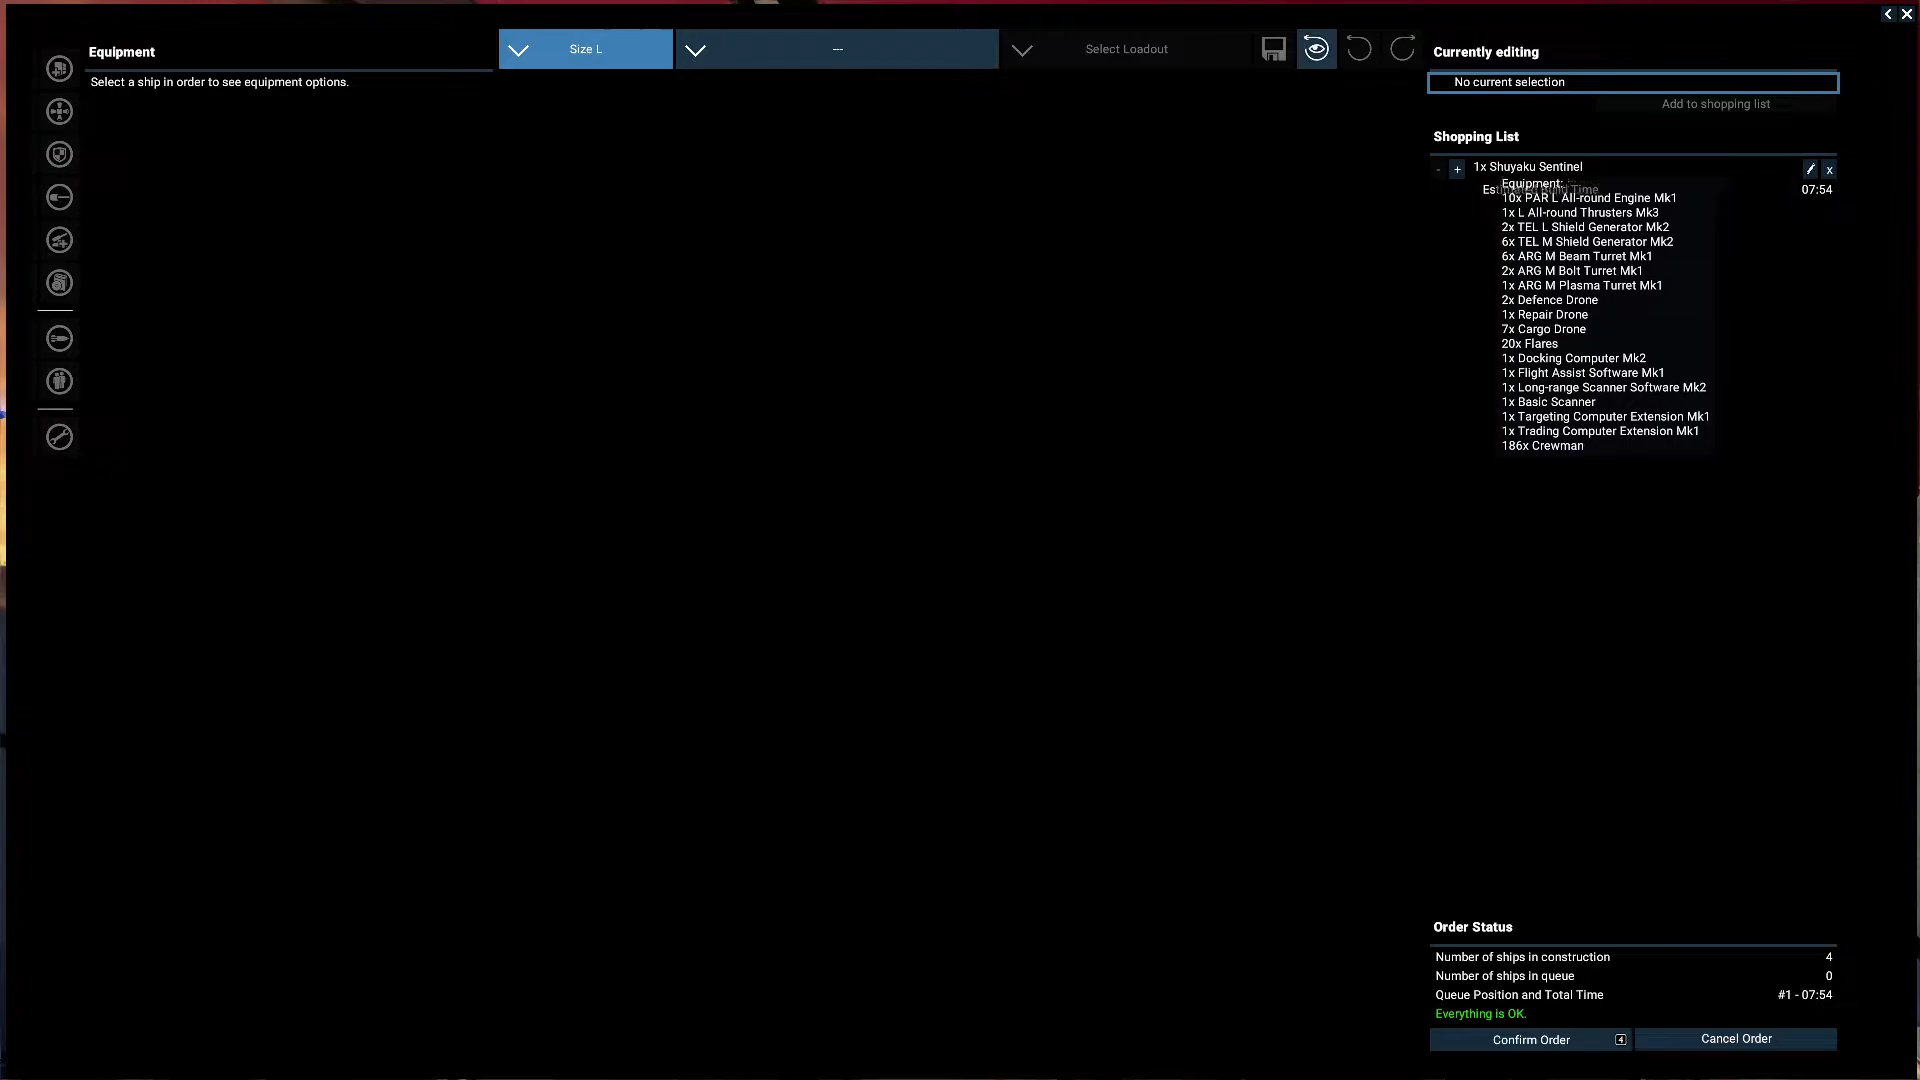 Equipment
Select a ship in order to see equipment options.
Size L
---
Select Loadout
Currently editing
No current selection
Add to shopping list
Shopping List
- + 1x Shuyaku Sentinel x
Estimated Build Time 07:54
Equipment:
10x PAR L All-round Engine Mk1
1x L All-round Thrusters Mk3
2x TEL L Shield Generator Mk2
6x TEL M Shield Generator Mk2
6x ARG M Beam Turret Mk1
2x ARG M Bolt Turret Mk1
1x ARG M Plasma Turret Mk1
2x Defence Drone
1x Repair Drone
7x Cargo Drone
20x Flares
1x Docking Computer Mk2
1x Flight Assist Software Mk1
1x Long-range Scanner Software Mk2
1x Basic Scanner
1x Targeting Computer Extension Mk1
1x Trading Computer Extension Mk1
186x Crewman
Order Status
Number of ships in construction 4
Number of ships in queue 0
Queue Position and Total Time #1 - 07:54
Everything is OK.
Confirm Order 4
Cancel Order